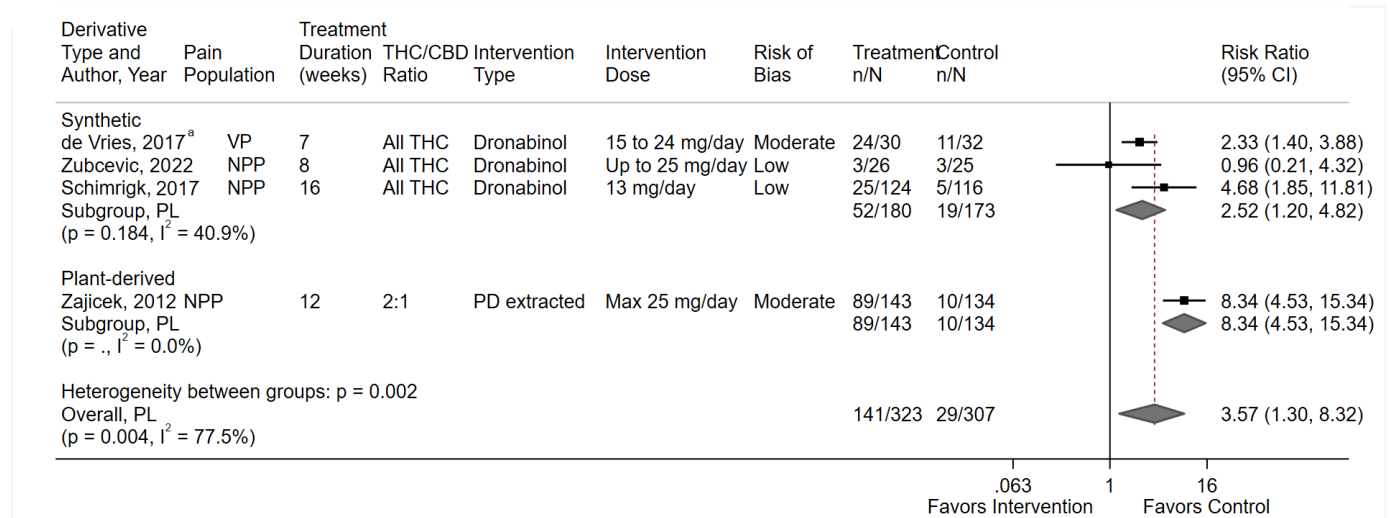 Derivative Treatment
Type and Pain Duration THC/CBD Intervention Intervention Risk of Treatment Control Risk Ratio
Author, Year Population (weeks) Ratio Type Dose Bias n/N n/N (95% CI)
Synthetic
de Vries, 2017a VP 7 All THC Dronabinol 15 to 24 mg/day Moderate 24/30 11/32 2.33 (1.40, 3.88)
Zubcevic, 2022 NPP 8 All THC Dronabinol Up to 25 mg/day Low 3/26 3/25 0.96 (0.21, 4.32)
Schimrigk, 2017 NPP 16 All THC Dronabinol 13 mg/day Low 25/124 5/116 4.68 (1.85, 11.81)
Subgroup, PL 52/180 19/173 2.52 (1.20, 4.82)
(p = 0.184, I2 = 40.9%)
Plant-derived
Zajicek, 2012 NPP 12 2:1 PD extracted Max 25 mg/day Moderate 89/143 10/134 8.34 (4.53, 15.34)
Subgroup, PL 89/143 10/134 8.34 (4.53, 15.34)
(p = ., I2 = 0.0%)
Heterogeneity between groups: p = 0.002
Overall, PL 141/323 29/307 3.57 (1.30, 8.32)
(p = 0.004, I2 = 77.5%)
.063 1 16
Favors Intervention Favors Control